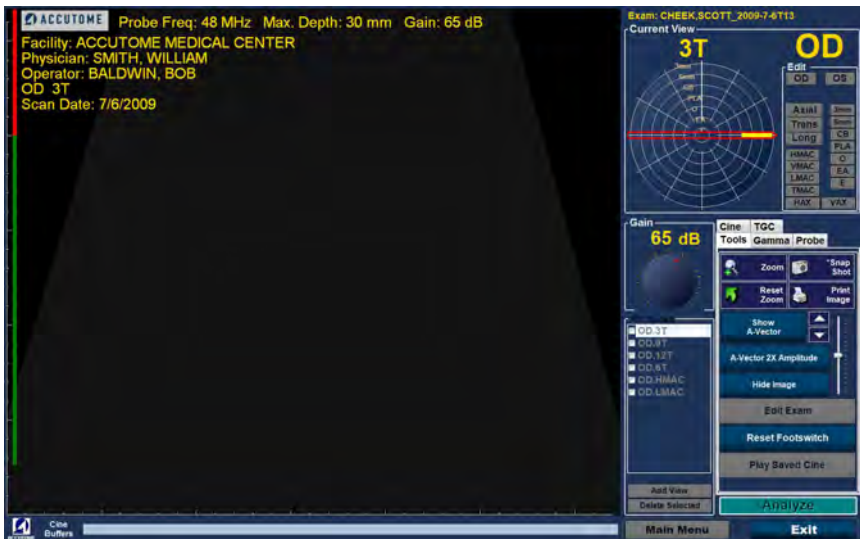 ACCUTOME Probe Freq: 48 MHz Max. Depth: 30 mm Gain: 65 dB
Facility: ACCUTOME MEDICAL CENTER
Physician: SMITH, WILLIAM
Operator: BALDWIN, BOB
OD 3T
Scan Date: 7/6/2009
Exam: CHEEK,SCOTT_2009-7-6T13
Current View
3T
OD
PLA
O
EA
Edit
OD OS
Axial 3mm
Trans 5mm
Long CB
PLA
HMAC O
VMAC EA
LMAC E
TMAC
HAX VAX
Gain
65 dB
Cine TGC
Tools Gamma Probe
Zoom
*Snap Shot
Reset Zoom
Print Image
Show A-Vector
A-Vector 2X Amplitude
Hide Image
Edit Exam
Reset Footswitch
Play Saved Cine
OD.3T
OD.9T
OD.12T
OD.6T
OD.HMAC
OD.LMAC
Add View
Delete Selected
Analyze
ACCUTOME
Cine Buffers
Main Menu
Exit